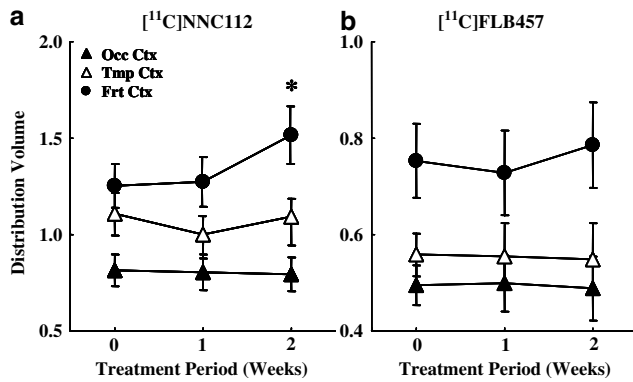 a
[¹¹C]NNC112
b
[¹¹C]FLB457
Distribution Volume
2.0
1.5
1.0
0.5
Occ Ctx
Tmp Ctx
Frt Ctx
*
0
1
2
Treatment Period (Weeks)
1.0
0.8
0.6
0.4
0
1
2
Treatment Period (Weeks)